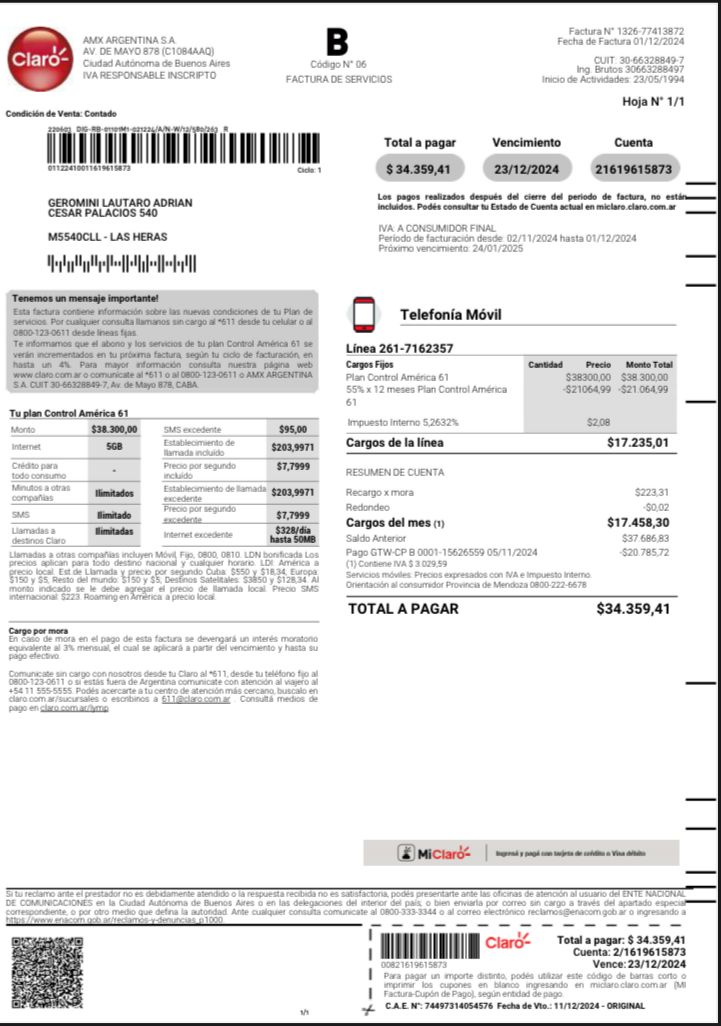 Claro
AMX ARGENTINA S.A.
AV. DE MAYO 878 (C1084AAQ)
Ciudad Autónoma de Buenos Aires
IVA RESPONSABLE INSCRIPTO
B
Código N° 06
FACTURA DE SERVICIOS
Factura N° 1326-77413872
Fecha de Factura 01/12/2024
CUIT: 30-66328849-7
Ing. Brutos 30663288497
Inicio de Actividades: 23/05/1994
Hoja N° 1/1
Condición de Venta: Contado
01122410011619615873
Ciclo: 1
GEROMINI LAUTARO ADRIAN
CESAR PALACIOS 540
M5540CLL - LAS HERAS
Total a pagar Vencimiento Cuenta
$ 34.359,41 23/12/2024 21619615873
Los pagos realizados después del cierre del periodo de factura, no están
incluidos. Podés consultar tu Estado de Cuenta actual en miclaro.claro.com.ar
IVA: A CONSUMIDOR FINAL
Período de facturación desde: 02/11/2024 hasta 01/12/2024
Próximo vencimiento: 24/01/2025
Tenemos un mensaje importante!
Esta factura contiene información sobre las nuevas condiciones de tu Plan de
servicios. Por cualquier consulta llamanos sin cargo al *611 desde tu celular o al
0800-123-0611 desde líneas fijas.
Te informamos que el abono y los servicios de tu plan Control América 61 se
verán incrementados en tu próxima factura, según tu ciclo de facturación, en
hasta un 4%. Para mayor información consulta nuestra página web
www.claro.com.ar o comunicate al *611 o al 0800-123-0611 o AMX ARGENTINA
S.A. CUIT 30-66328849-7, Av. de Mayo 878, CABA.
Tu plan Control América 61
Monto $38.300,00 SMS excedente $95,00
Internet 5GB Establecimiento de llamada incluído $203,9971
Crédito para todo consumo - Precio por segundo incluído $7,7999
Minutos a otras compañías Ilimitados Establecimiento de llamada excedente $203,9971
SMS Ilimitado Precio por segundo excedente $7,7999
Llamadas a destinos Claro Ilimitadas Internet excedente $328/día hasta 50MB
Llamadas a otras compañías incluyen Móvil, Fijo, 0800, 0810. LDN bonificada Los
precios aplican para todo destino nacional y cualquier horario. LDI: América a
precio local. Est.de Llamada y precio por segundo Cuba: $550 y $18,34, Europa:
$150 y $5, Resto del mundo: $150 y $5, Destinos Satelitales: $3850 y $128,34. Al
monto indicado se le debe agregar el precio de llamada local. Precio SMS
internacional: $223. Roaming en América: a precio local.
Cargo por mora
En caso de mora en el pago de esta factura se devengará un interés moratorio
equivalente al 3% mensual, el cual se aplicará a partir del vencimiento y hasta su
pago efectivo.
Comunicate sin cargo con nosotros desde tu Claro al *611, desde tu teléfono fijo al
0800-123-0611 o si estás fuera de Argentina comunicate con atención al viajero al
+54 11 555-5555. Podés acercarte a tu centro de atención más cercano, buscalo en
claro.com.ar/sucursales o escribinos a 611@claro.com.ar . Consultá medios de
pago en claro.com.ar/lymp
Telefonía Móvil
Línea 261-7162357
Cargos Fijos Cantidad Precio Monto Total
Plan Control América 61 $38300,00 $38.300,00
55% x 12 meses Plan Control América -$21064,99 -$21.064,99
61
Impuesto Interno 5,2632% $2,08
Cargos de la línea $17.235,01
RESUMEN DE CUENTA
Recargo x mora $223,31
Redondeo -$0,02
Cargos del mes (1) $17.458,30
Saldo Anterior $37.686,83
Pago GTW-CP B 0001-15626559 05/11/2024 -$20.785,72
(1) Contiene IVA $ 3.029,59
Servicios móviles: Precios expresados con IVA e Impuesto Interno.
Orientación al consumidor Provincia de Mendoza 0800-222-6678
TOTAL A PAGAR $34.359,41
MiClaro
Ingresá y pagá con tarjeta de crédito o Visa débito
Si tu reclamo ante el prestador no es debidamente atendido o la respuesta recibida no es satisfactoria, podés presentarte ante las oficinas de atención al usuario del ENTE NACIONAL
DE COMUNICACIONES en la Ciudad Autónoma de Buenos Aires o en las delegaciones del interior del país; o bien enviarla por correo sin cargo a través del apartado especial
correspondiente, o por otro medio que defina la autoridad. Ante cualquier consulta comunicate al 0800-333-3344 o al correo electrónico reclamos@enacom.gob.ar o ingresando a
https://www.enacom.gob.ar/reclamos-y-denuncias_p1000.
1/1
00821619615873
Claro
Total a pagar: $ 34.359,41
Cuenta: 2/1619615873
Vence: 23/12/2024
Para pagar un importe distinto, podés utilizar este código de barras corto o
imprimir los cupones en blanco ingresando en miclaro.claro.com.ar (MI
Factura-Cupón de Pago), según entidad de pago.
C.A.E. N°: 74497314054576 Fecha de Vto.: 11/12/2024 - ORIGINAL